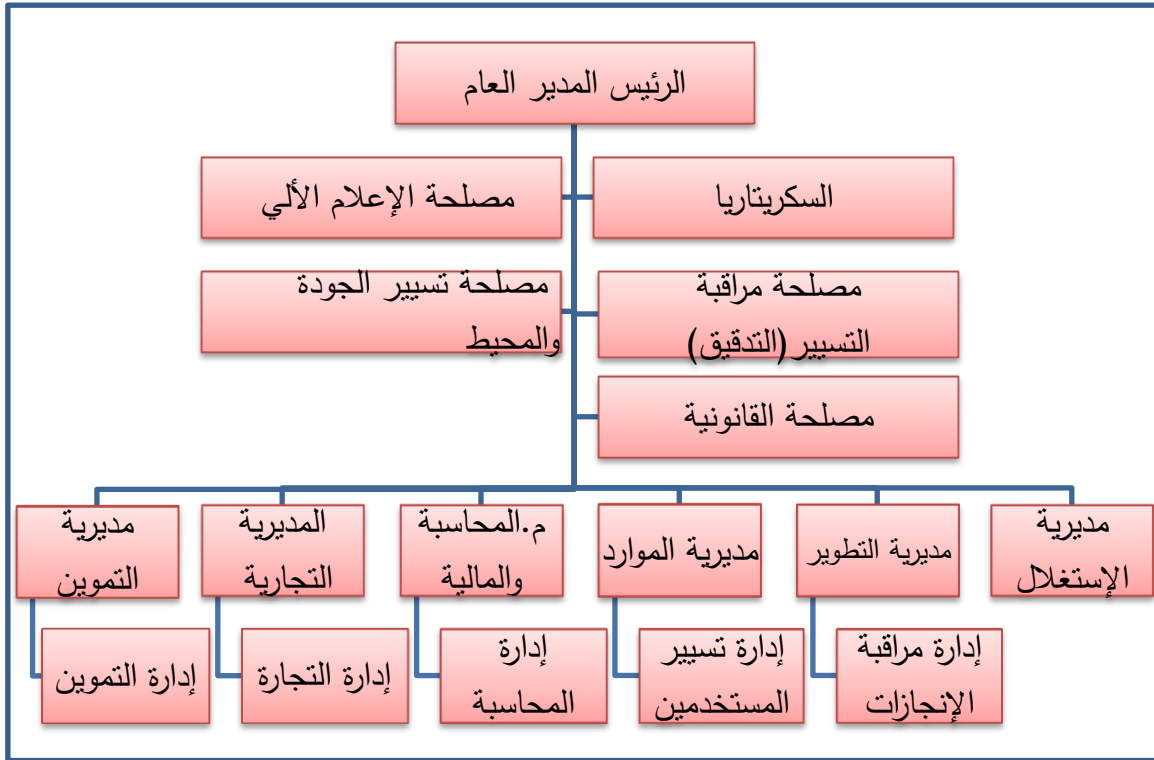 الرئيس المدير العام
السكريتاريا
مصلحة الإعلام الألي
مصلحة مراقبة
التسيير (التدقيق)
مصلحة تسيير الجودة
والمحيط
مصلحة القانونية
مديرية
الإستغلال
مديرية التطوير
مديرية الموارد
م.المحاسبة
والمالية
المديرية
التجارية
مديرية
التموين
إدارة مراقبة
الإنجازات
إدارة تسيير
المستخدمين
إدارة
المحاسبة
إدارة التجارة
إدارة التموين